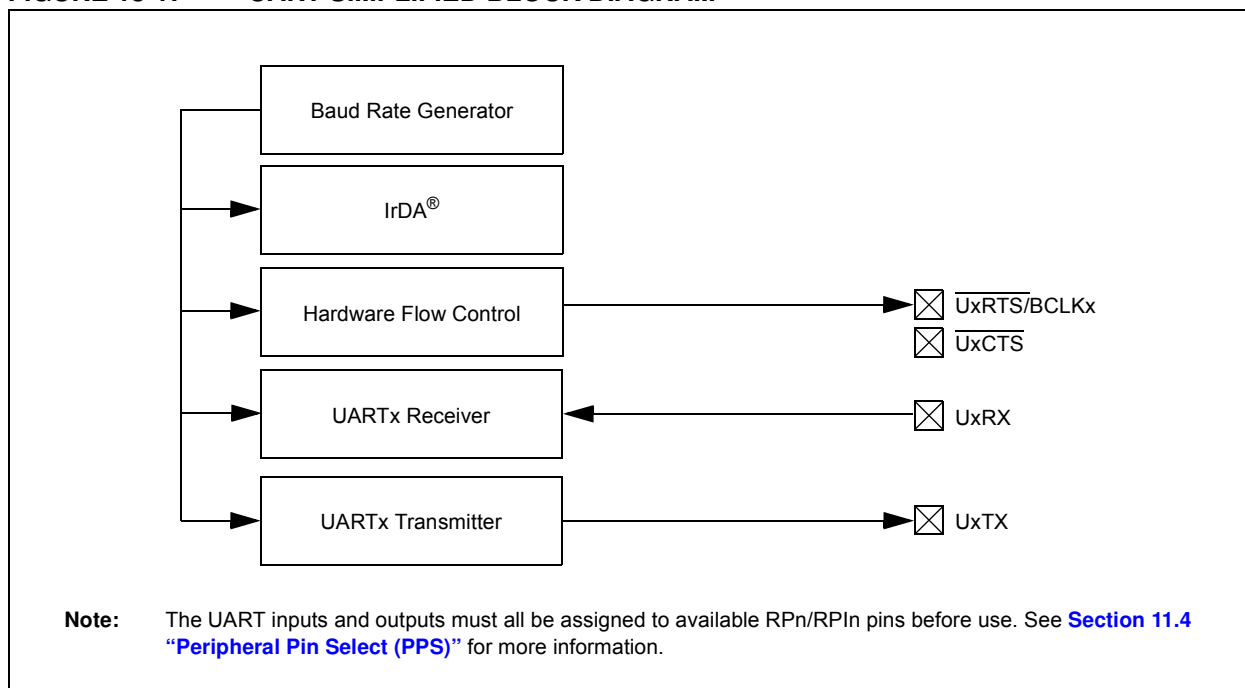 Baud Rate Generator
IrDA®
Hardware Flow Control
UxRTS/BCLKx
UxCTS
UARTx Receiver
UxRX
UARTx Transmitter
UxTX
Note: The UART inputs and outputs must all be assigned to available RPn/RPIn pins before use. See Section 11.4
“Peripheral Pin Select (PPS)” for more information.